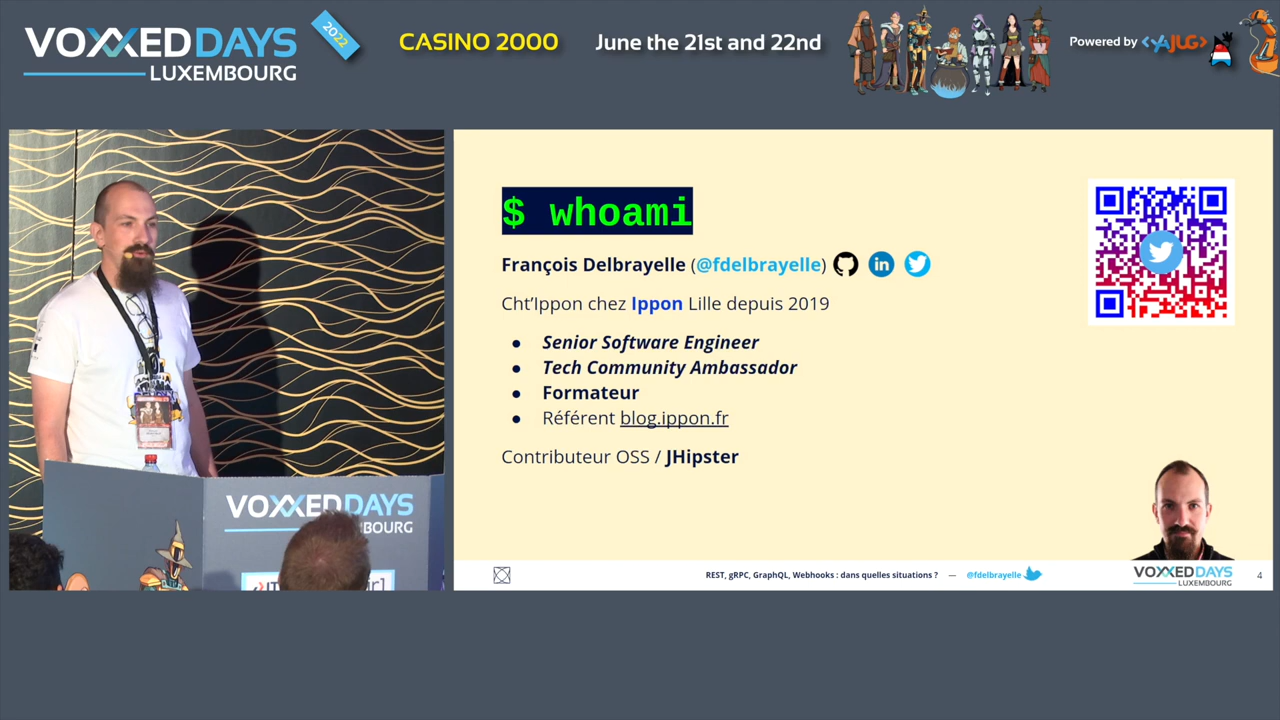 VOXXED DAYS
LUXEMBOURG
2022
CASINO 2000
June the 21st and 22nd
Powered by <YAJUG>
$ whoami
François Delbrayelle (@fdelbrayelle)
Cht'Ippon chez Ippon Lille depuis 2019
● Senior Software Engineer
● Tech Community Ambassador
● Formateur
● Référent blog.ippon.fr
Contributeur OSS / JHipster
REST, gRPC, GraphQL, Webhooks : dans quelles situations ? — @fdelbrayelle
VOXXED DAYS
LUXEMBOURG
4
VOXXED DAYS
BOURG